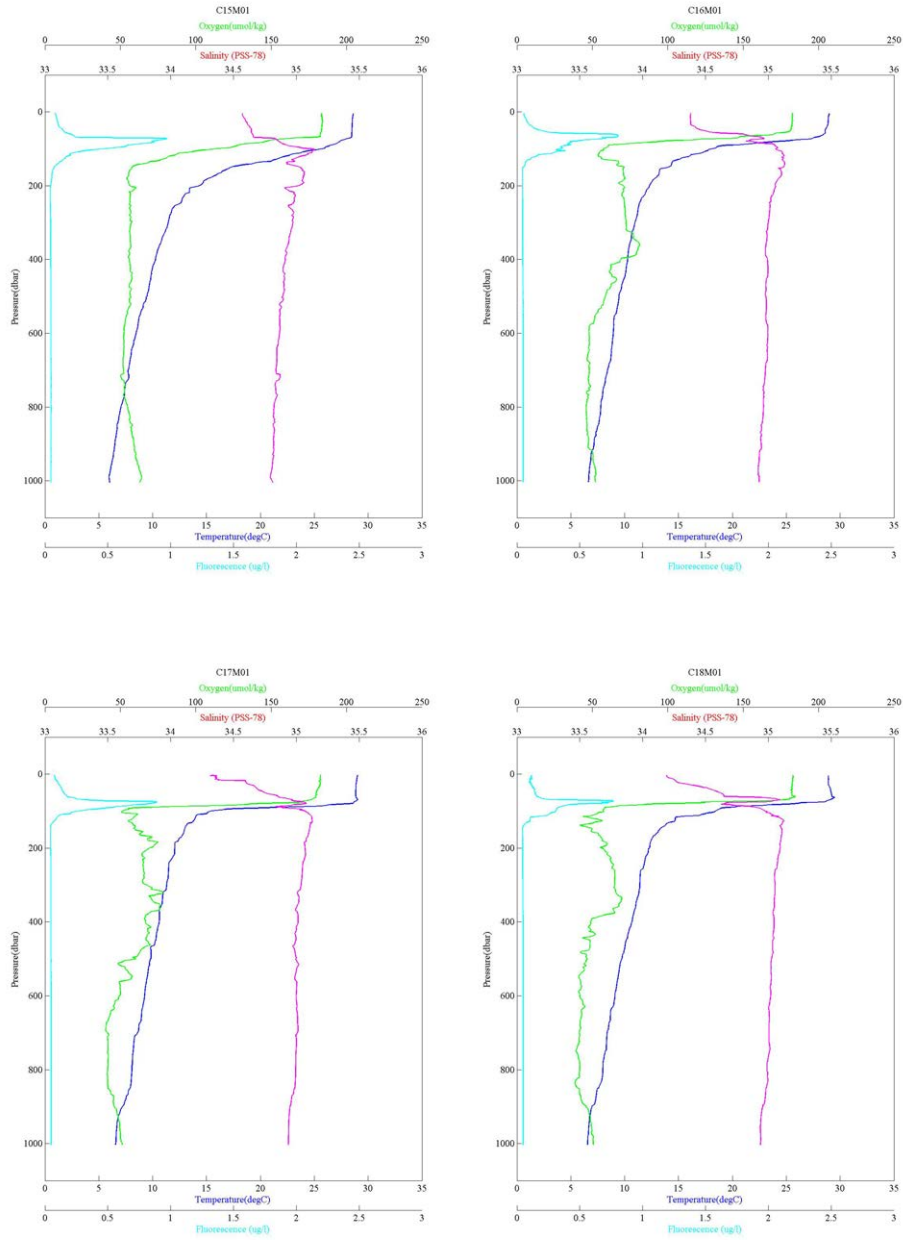 C15M01
Oxygen(umol/kg)
0 50 100 150 200 250
Salinity (PSS-78)
33 33.5 34 34.5 35 35.5 36
0
200
400
600
800
1000
Pressure(dbar)
0 5 10 15 20 25 30 35
Temperature(degC)
0 0.5 1 1.5 2 2.5 3
Fluoreecence (ug/l)
C16M01
Oxygen(umol/kg)
0 50 100 150 200 250
Salinity (PSS-78)
33 33.5 34 34.5 35 35.5 36
0
200
400
600
800
1000
Pressure(dbar)
0 5 10 15 20 25 30 35
Temperature(degC)
0 0.5 1 1.5 2 2.5 3
Fluoreecence (ug/l)
C17M01
Oxygen(umol/kg)
0 50 100 150 200 250
Salinity (PSS-78)
33 33.5 34 34.5 35 35.5 36
0
200
400
600
800
1000
Pressure(dbar)
0 5 10 15 20 25 30 35
Temperature(degC)
0 0.5 1 1.5 2 2.5 3
Fluoreecence (ug/l)
C18M01
Oxygen(umol/kg)
0 50 100 150 200 250
Salinity (PSS-78)
33 33.5 34 34.5 35 35.5 36
0
200
400
600
800
1000
Pressure(dbar)
0 5 10 15 20 25 30 35
Temperature(degC)
0 0.5 1 1.5 2 2.5 3
Fluoreecence (ug/l)